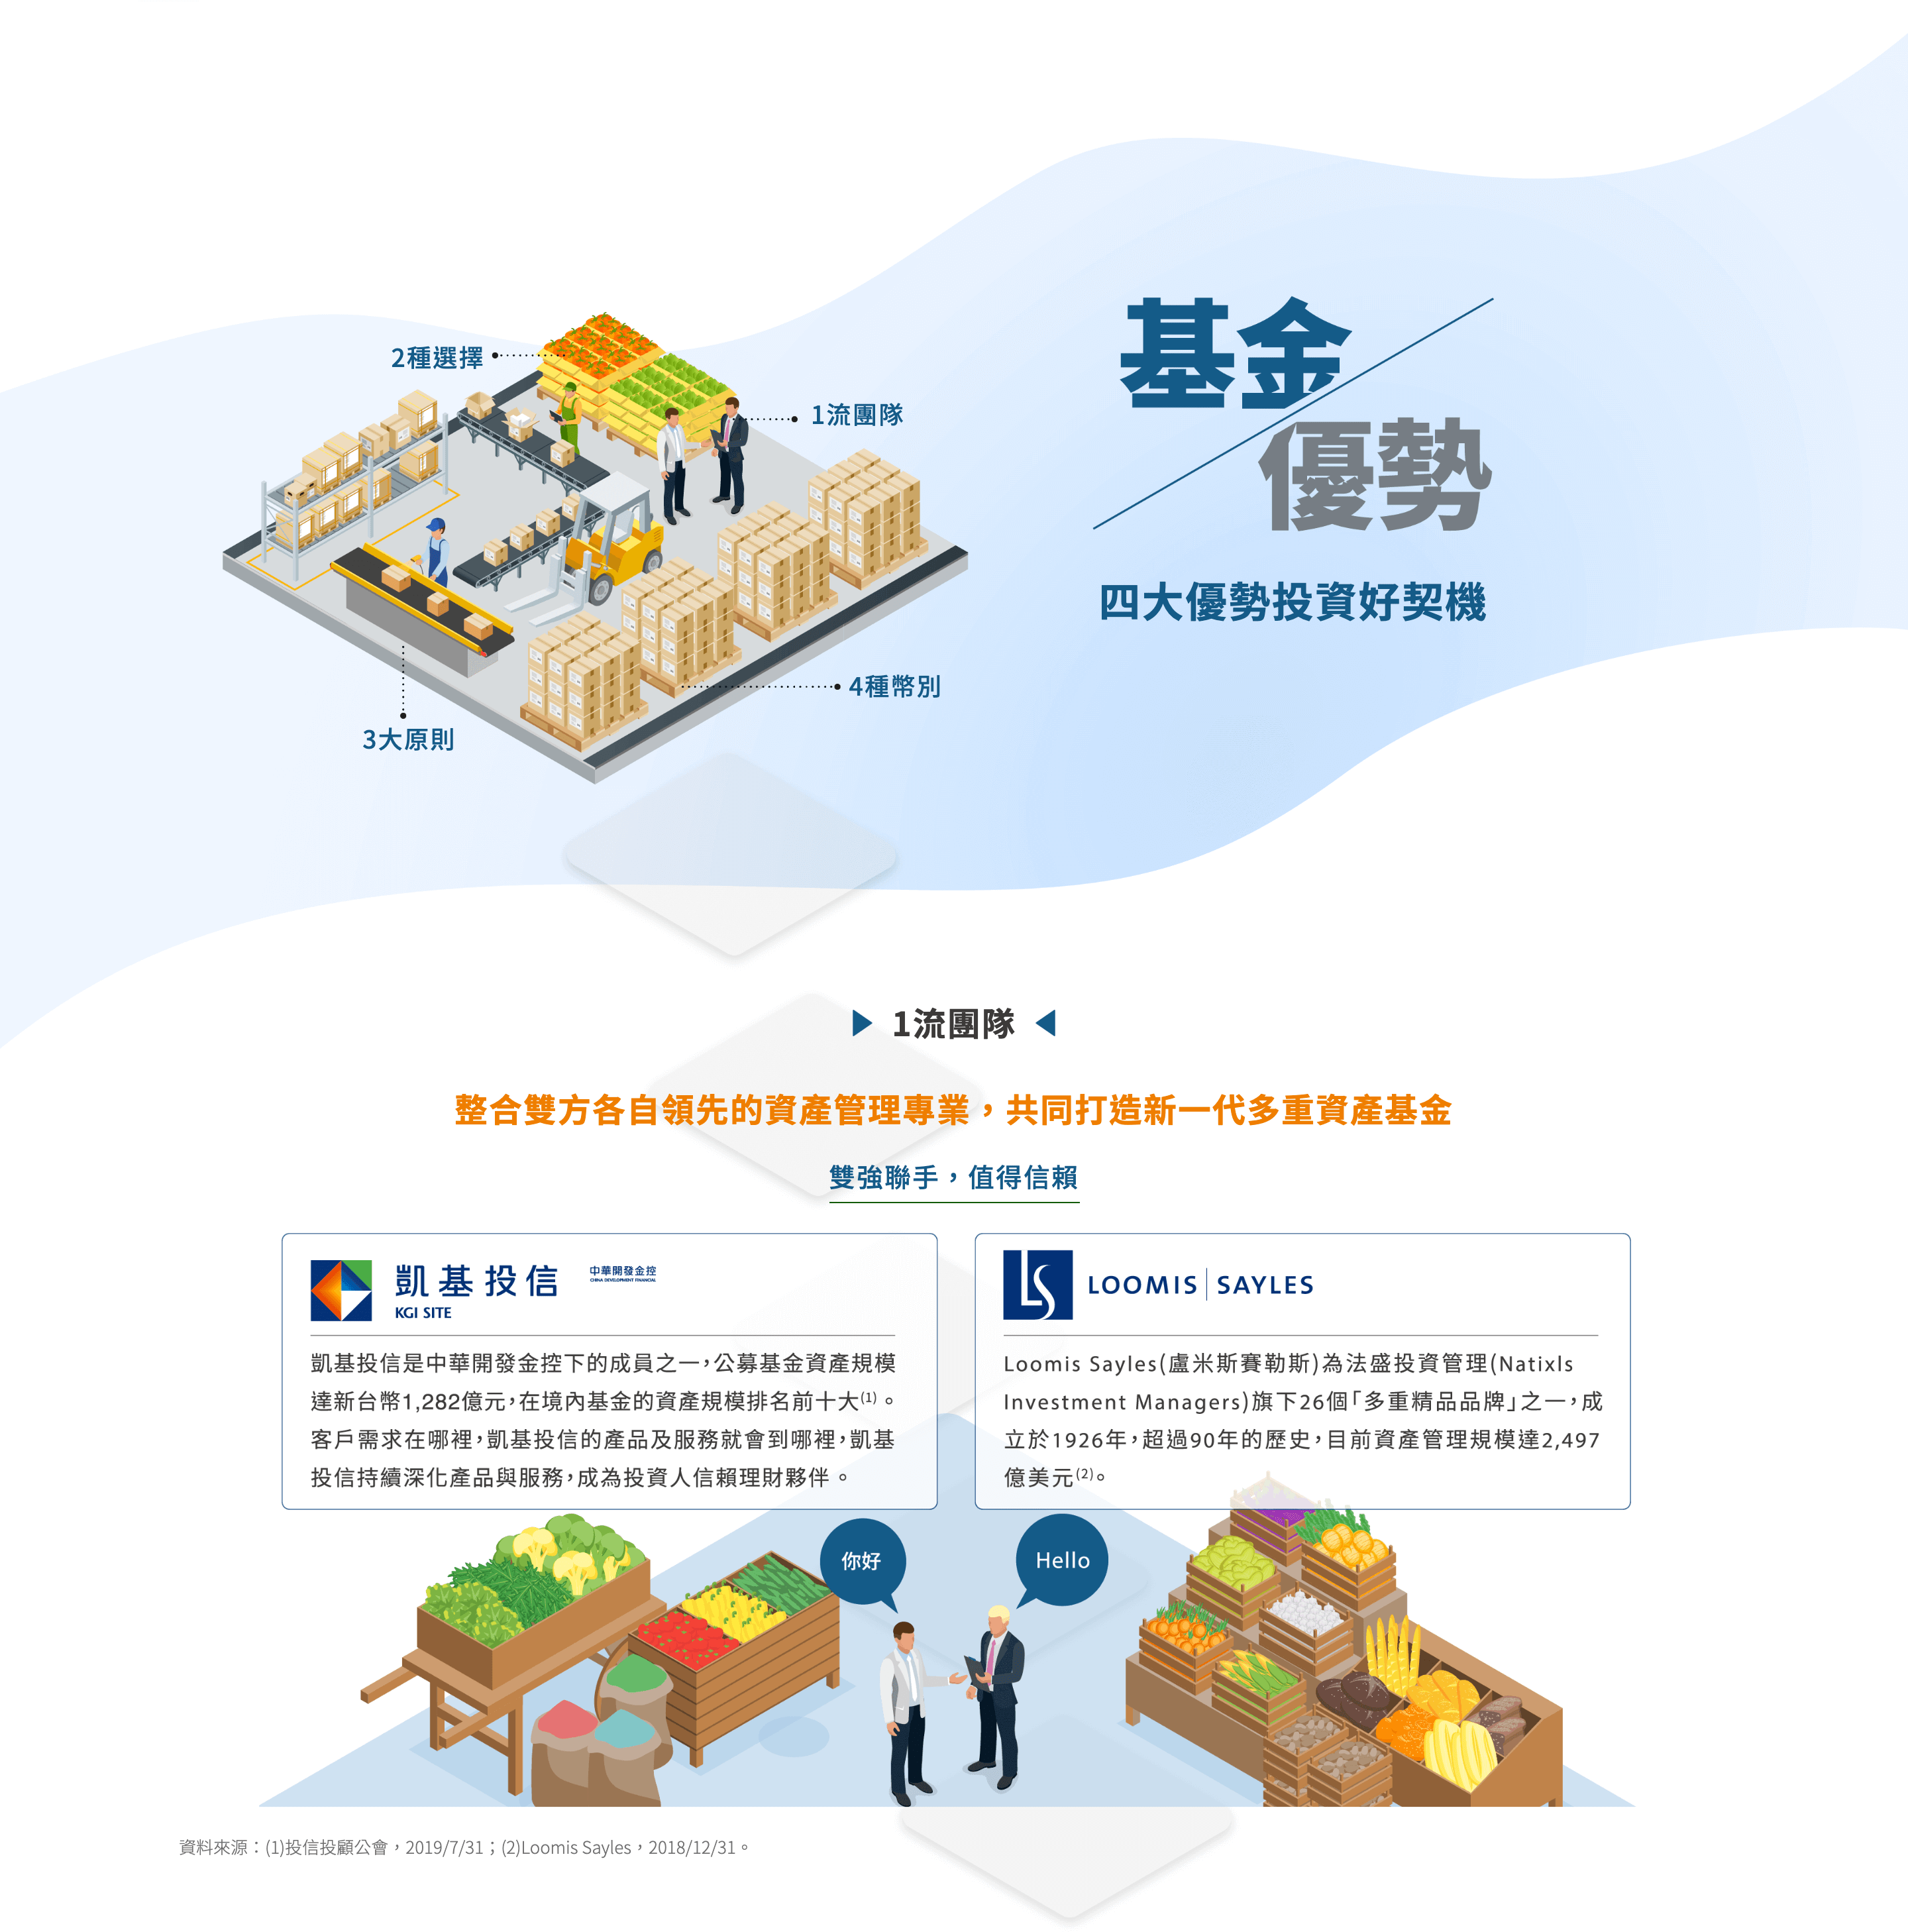 基金
優勢
四大優勢投資好契機
2種選擇
1流團隊
4種幣別
3大原則
1流團隊
整合雙方各自領先的資產管理專業，共同打造新一代多重資產基金
雙強聯手，值得信賴
凱基投信
KGI SITE
中華開發金控
CHINA DEVELOPMENT FINANCIAL
凱基投信是中華開發金控下的成員之一，公募基金資產規模
達新台幣1,282億元，在境內基金的資產規模排名前十大(1)。
客戶需求在哪裡，凱基投信的產品及服務就會到哪裡，凱基
投信持續深化產品與服務，成為投資人信賴理財夥伴。
LS
LOOMIS | SAYLES
Loomis Sayles(盧米斯賽勒斯)為法盛投資管理(Natixls
Investment Managers)旗下26個「多重精品品牌」之一，成
立於1926年，超過90年的歷史，目前資產管理規模達2,497
億美元(2)。
你好
Hello
資料來源：(1)投信投顧公會，2019/7/31；(2)Loomis Sayles，2018/12/31。